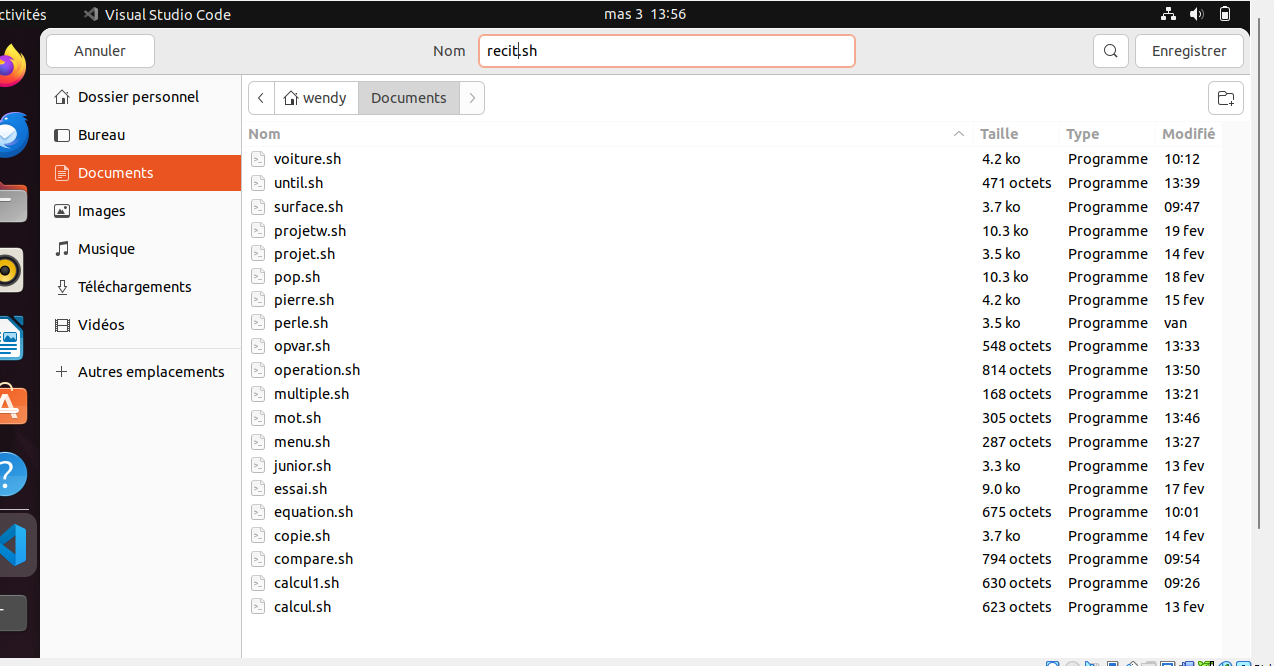 ctivités Visual Studio Code mas 3 13:56
Annuler Nom recit.sh Enregistrer
Dossier personnel
Bureau
Documents
Images
Musique
Téléchargements
Vidéos
Autres emplacements
wendy Documents
Nom Taille Type Modifié
voiture.sh 4.2 ko Programme 10:12
until.sh 471 octets Programme 13:39
surface.sh 3.7 ko Programme 09:47
projetw.sh 10.3 ko Programme 19 fev
projet.sh 3.5 ko Programme 14 fev
pop.sh 10.3 ko Programme 18 fev
pierre.sh 4.2 ko Programme 15 fev
perle.sh 3.5 ko Programme van
opvar.sh 548 octets Programme 13:33
operation.sh 814 octets Programme 13:50
multiple.sh 168 octets Programme 13:21
mot.sh 305 octets Programme 13:46
menu.sh 287 octets Programme 13:27
junior.sh 3.3 ko Programme 13 fev
essai.sh 9.0 ko Programme 17 fev
equation.sh 675 octets Programme 10:01
copie.sh 3.7 ko Programme 14 fev
compare.sh 794 octets Programme 09:54
calcul1.sh 630 octets Programme 09:26
calcul.sh 623 octets Programme 13 fev